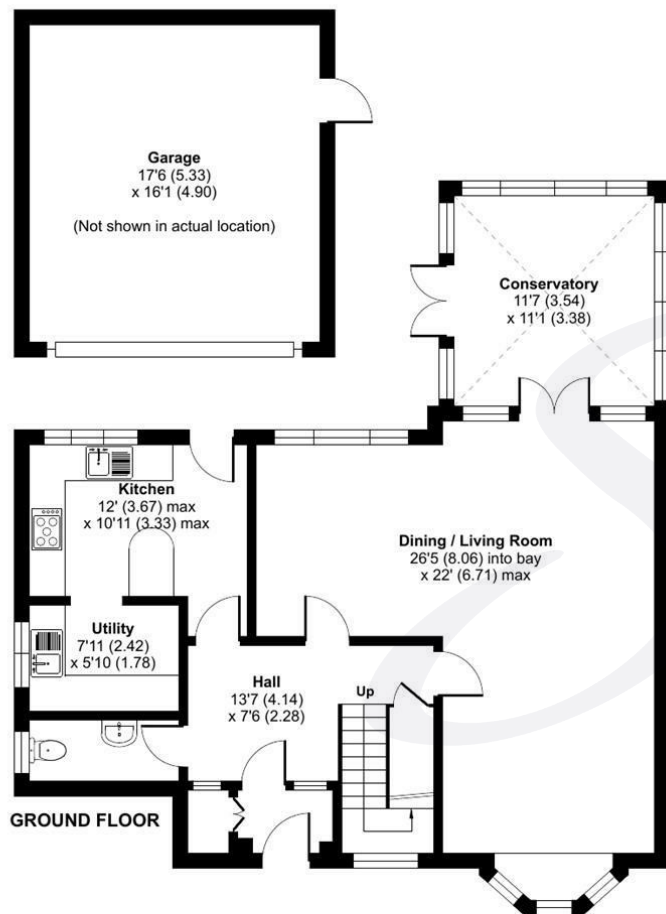 Garage
17'6 (5.33)
x 16'1 (4.90)
(Not shown in actual location)
Conservatory
11'7 (3.54)
x 11'1 (3.38)
Kitchen
12' (3.67) max
x 10'11 (3.33) max
Dining / Living Room
26'5 (8.06) into bay
x 22' (6.71) max
Utility
7'11 (2.42)
x 5'10 (1.78)
Hall
13'7 (4.14)
x 7'6 (2.28)
Up
GROUND FLOOR